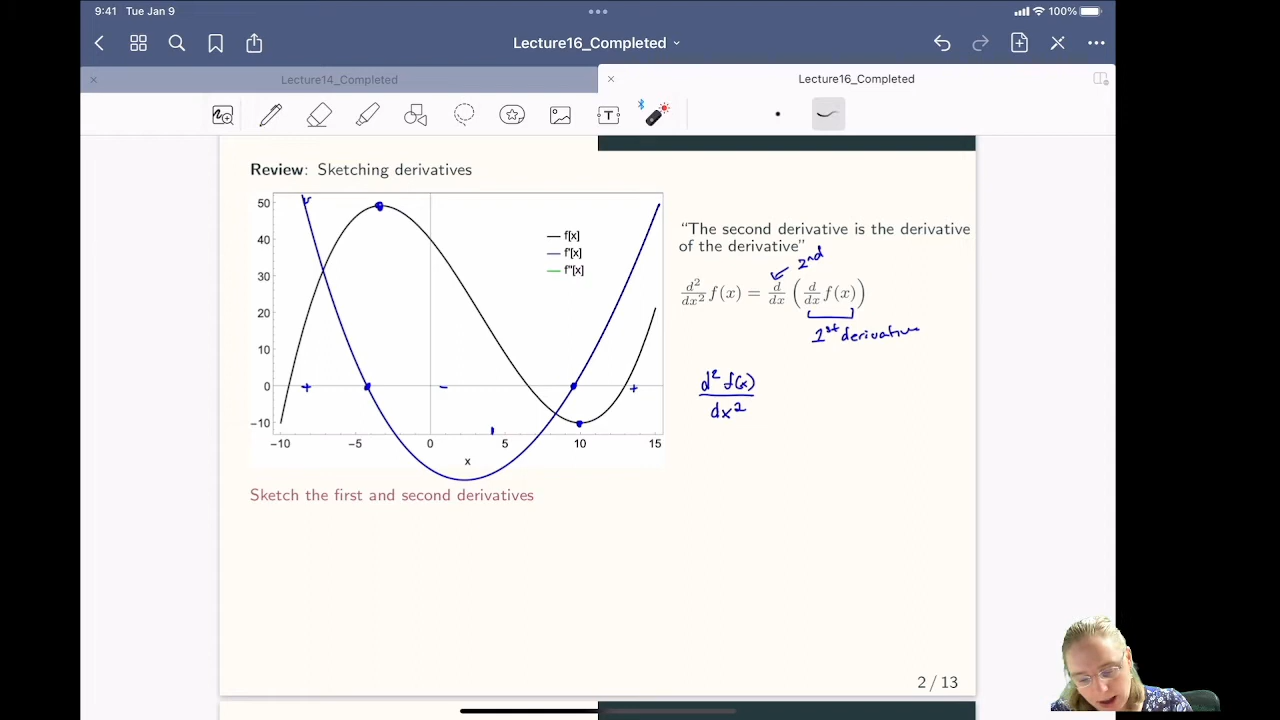 9:41 Tue Jan 9
100%
Lecture16_Completed
Lecture14_Completed
Lecture16_Completed
Review: Sketching derivatives
50
40
30
20
10
0
−10
−10 −5 0 5 10 15
x
f[x]
f'[x]
f''[x]
+ − +
Sketch the first and second derivatives
“The second derivative is the derivative
of the derivative”
2nd
d²/dx² f(x) = d/dx (d/dx f(x))
1st derivative
d² f(x)
dx²
2 / 13